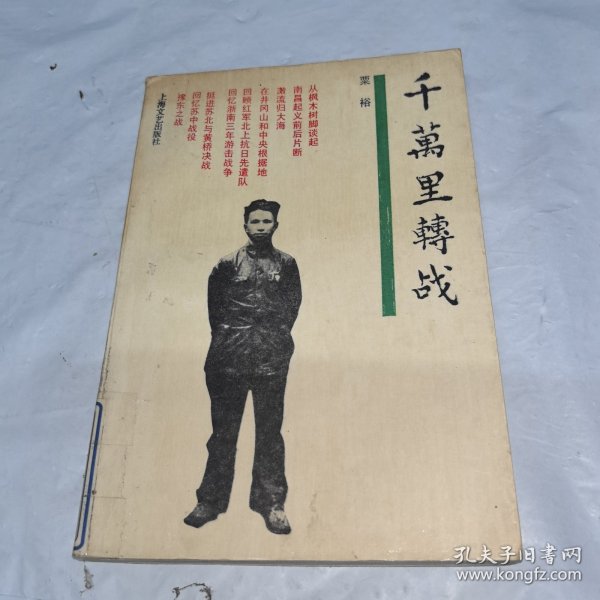 千萬里轉战
粟裕
从枫木树脚谈起
南昌起义前后片断
激流归大海
在井冈山和中央根据地
回顾红军北上抗日先遣队
回忆浙南三年游击战争
挺进苏北与黄桥决战
回忆苏中战役
豫东之战
上海文艺出版社
孔夫子旧书网
www.kongfz.com